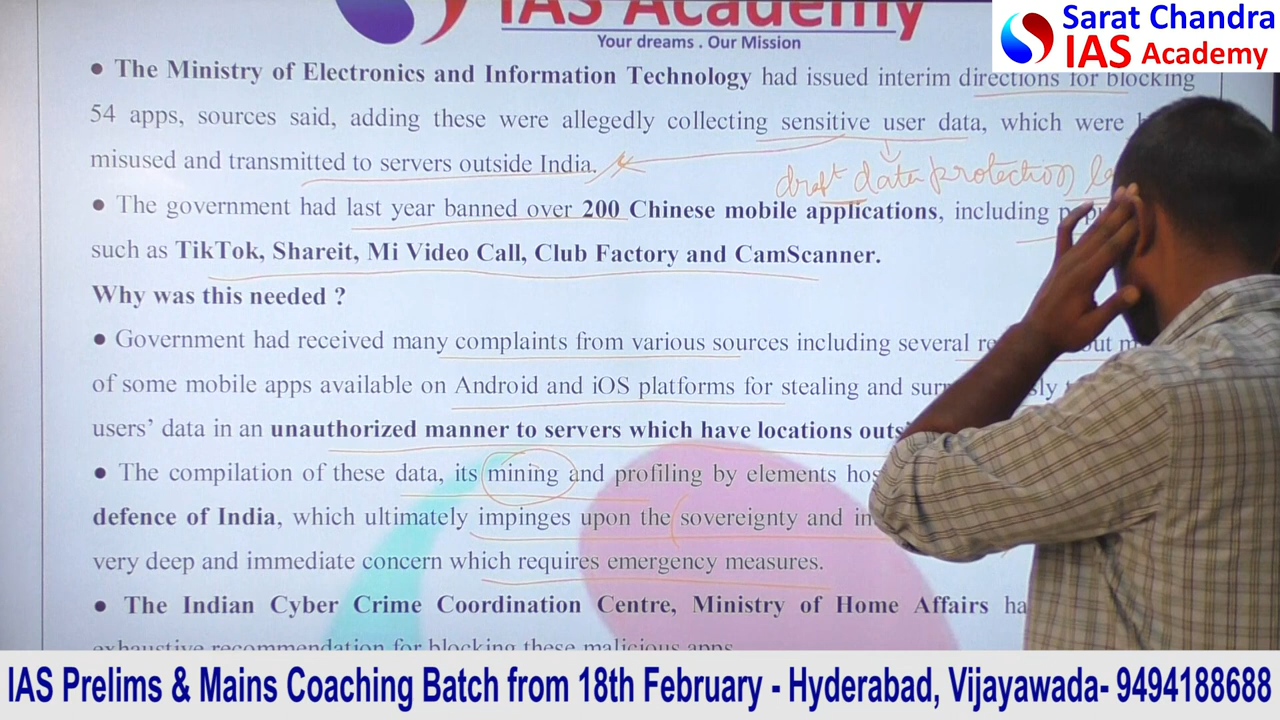 IAS Academy
Your dreams . Our Mission
Sarat Chandra
IAS Academy
● The Ministry of Electronics and Information Technology had issued interim directions for blocking
54 apps, sources said, adding these were allegedly collecting sensitive user data, which were
misused and transmitted to servers outside India.
draft data protection
● The government had last year banned over 200 Chinese mobile applications, including
such as TikTok, Shareit, Mi Video Call, Club Factory and CamScanner.
Why was this needed ?
● Government had received many complaints from various sources including several
of some mobile apps available on Android and iOS platforms for stealing and
users' data in an unauthorized manner to servers which have locations
● The compilation of these data, its mining and profiling by elements
defence of India, which ultimately impinges upon the sovereignty and
very deep and immediate concern which requires emergency measures.
● The Indian Cyber Crime Coordination Centre, Ministry of Home Affairs
exhaustive recommendation for blocking these malicious apps
IAS Prelims & Mains Coaching Batch from 18th February - Hyderabad, Vijayawada- 9494188688